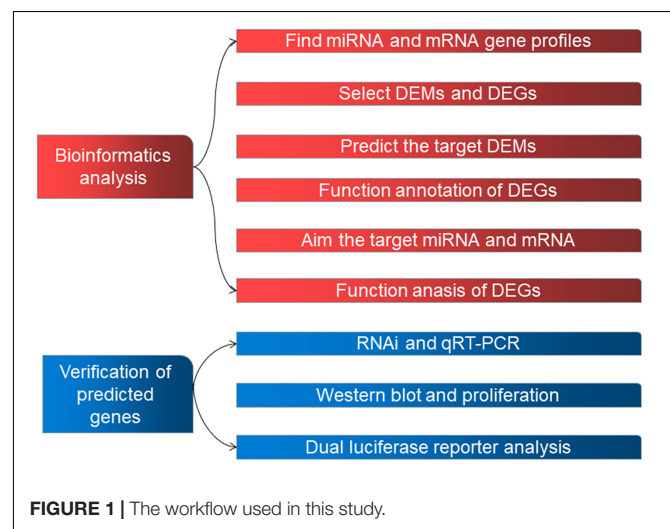 Find miRNA and mRNA gene profiles
Select DEMs and DEGs
Bioinformatics
analysis
Predict the target DEMs
Function annotation of DEGs
Aim the target miRNA and mRNA
Function anasis of DEGs
Verification of
predicted
genes
RNAi and qRT-PCR
Western blot and proliferation
Dual luciferase reporter analysis
FIGURE 1 | The workflow used in this study.